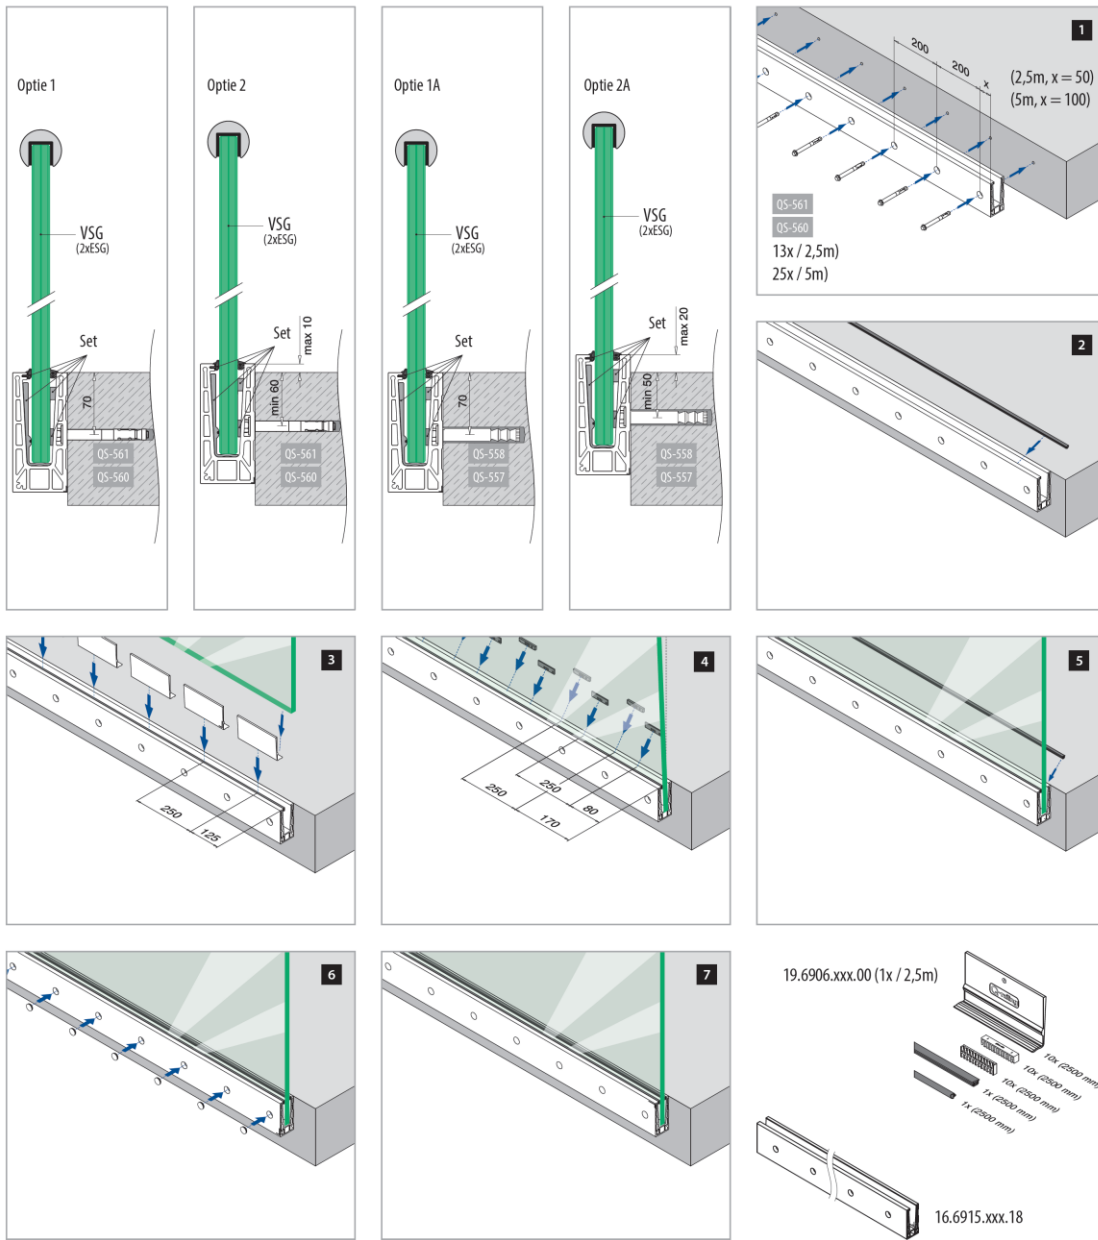 Optie 1
VSG
(2xESG)
Set
70
QS-561
QS-560
Optie 2
VSG
(2xESG)
Set
max 10
min 60
QS-561
QS-560
Optie 1A
VSG
(2xESG)
Set
70
QS-558
QS-557
Optie 2A
VSG
(2xESG)
Set
max 20
min 50
QS-558
QS-557
1
200
200
x
(2,5m, x = 50)
(5m, x = 100)
QS-561
QS-560
13x / 2,5m)
25x / 5m)
2
3
250
125
4
250
250
80
170
5
6
7
19.6906.xxx.00 (1x / 2,5m)
10x (2500 mm)
10x (2500 mm)
10x (2500 mm)
1x (2500 mm)
1x (2500 mm)
16.6915.xxx.18